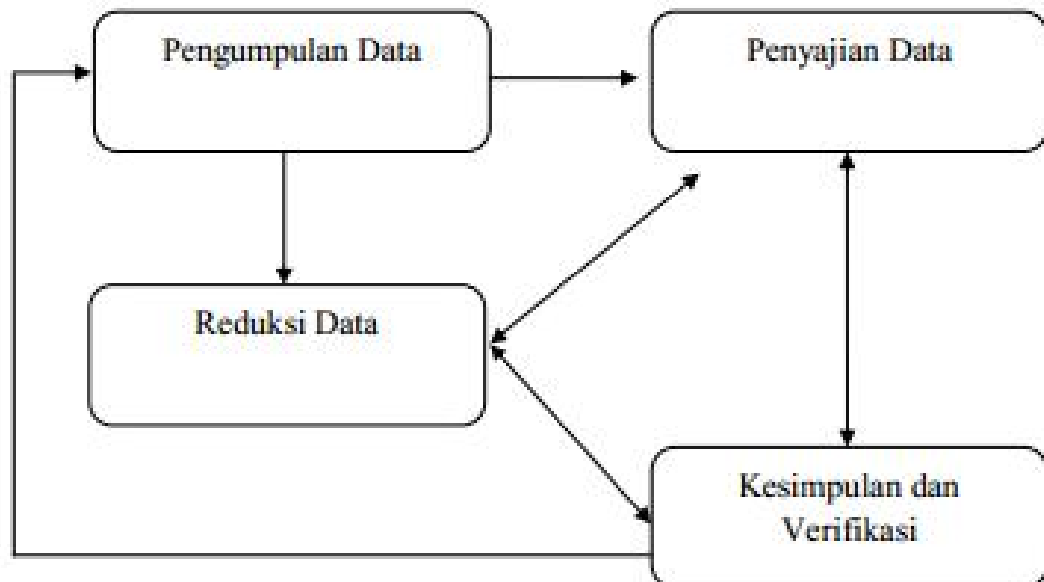 Pengumpulan Data
Penyajian Data
Reduksi Data
Kesimpulan dan
Verifikasi